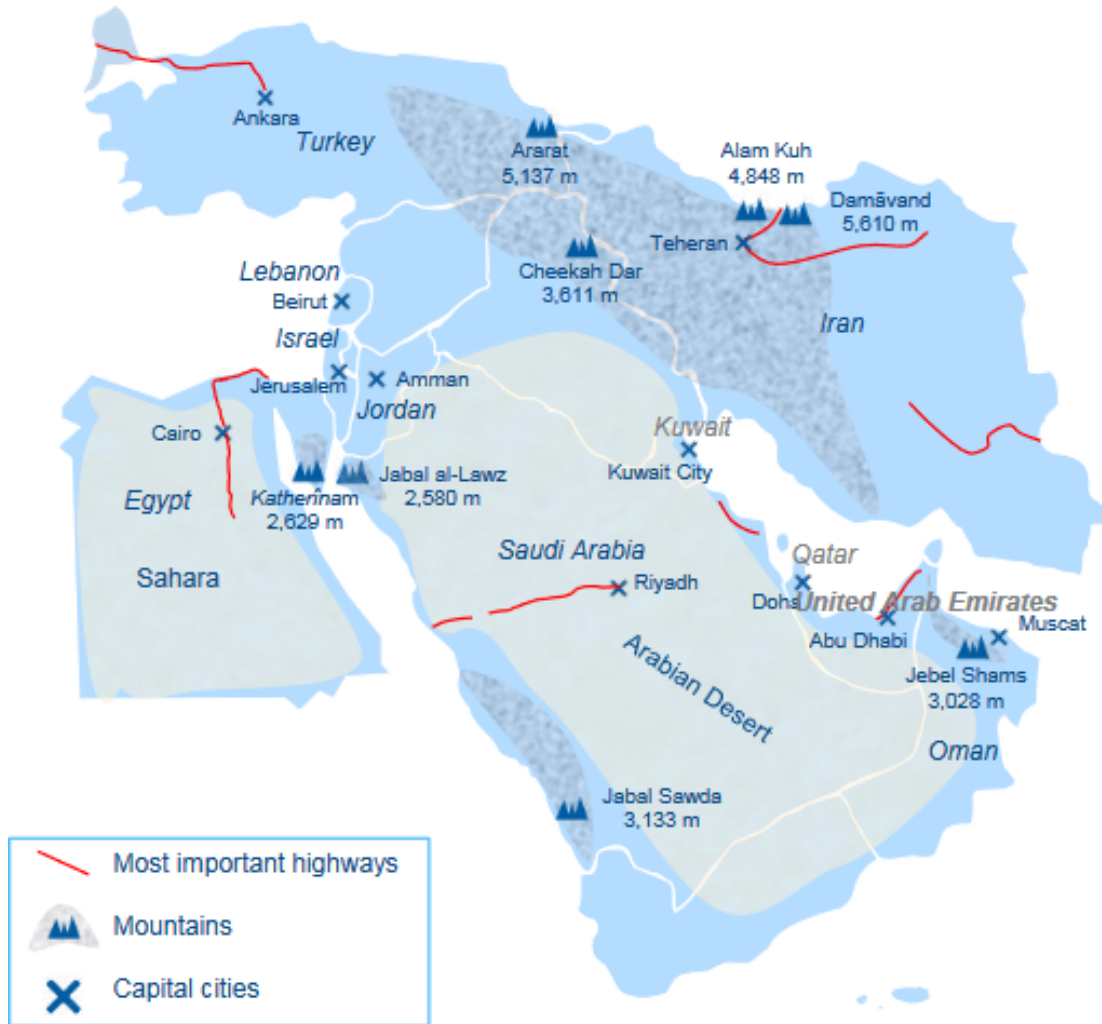 Ankara
Turkey
Ararat
5,137 m
Alam Kuh
4,848 m
Damāvand
5,610 m
Teheran
Cheekah Dar
3,611 m
Lebanon
Beirut
Iran
Israel
Jerusalem
Amman
Jordan
Cairo
Kuwait
Kuwait City
Jabal al-Lawz
2,580 m
Egypt
Katherînam
2,629 m
Saudi Arabia
Qatar
Sahara
Riyadh
Doha
United Arab Emirates
Abu Dhabi
Muscat
Arabian Desert
Jebel Shams
3,028 m
Oman
Jabal Sawda
3,133 m
Most important highways
Mountains
Capital cities